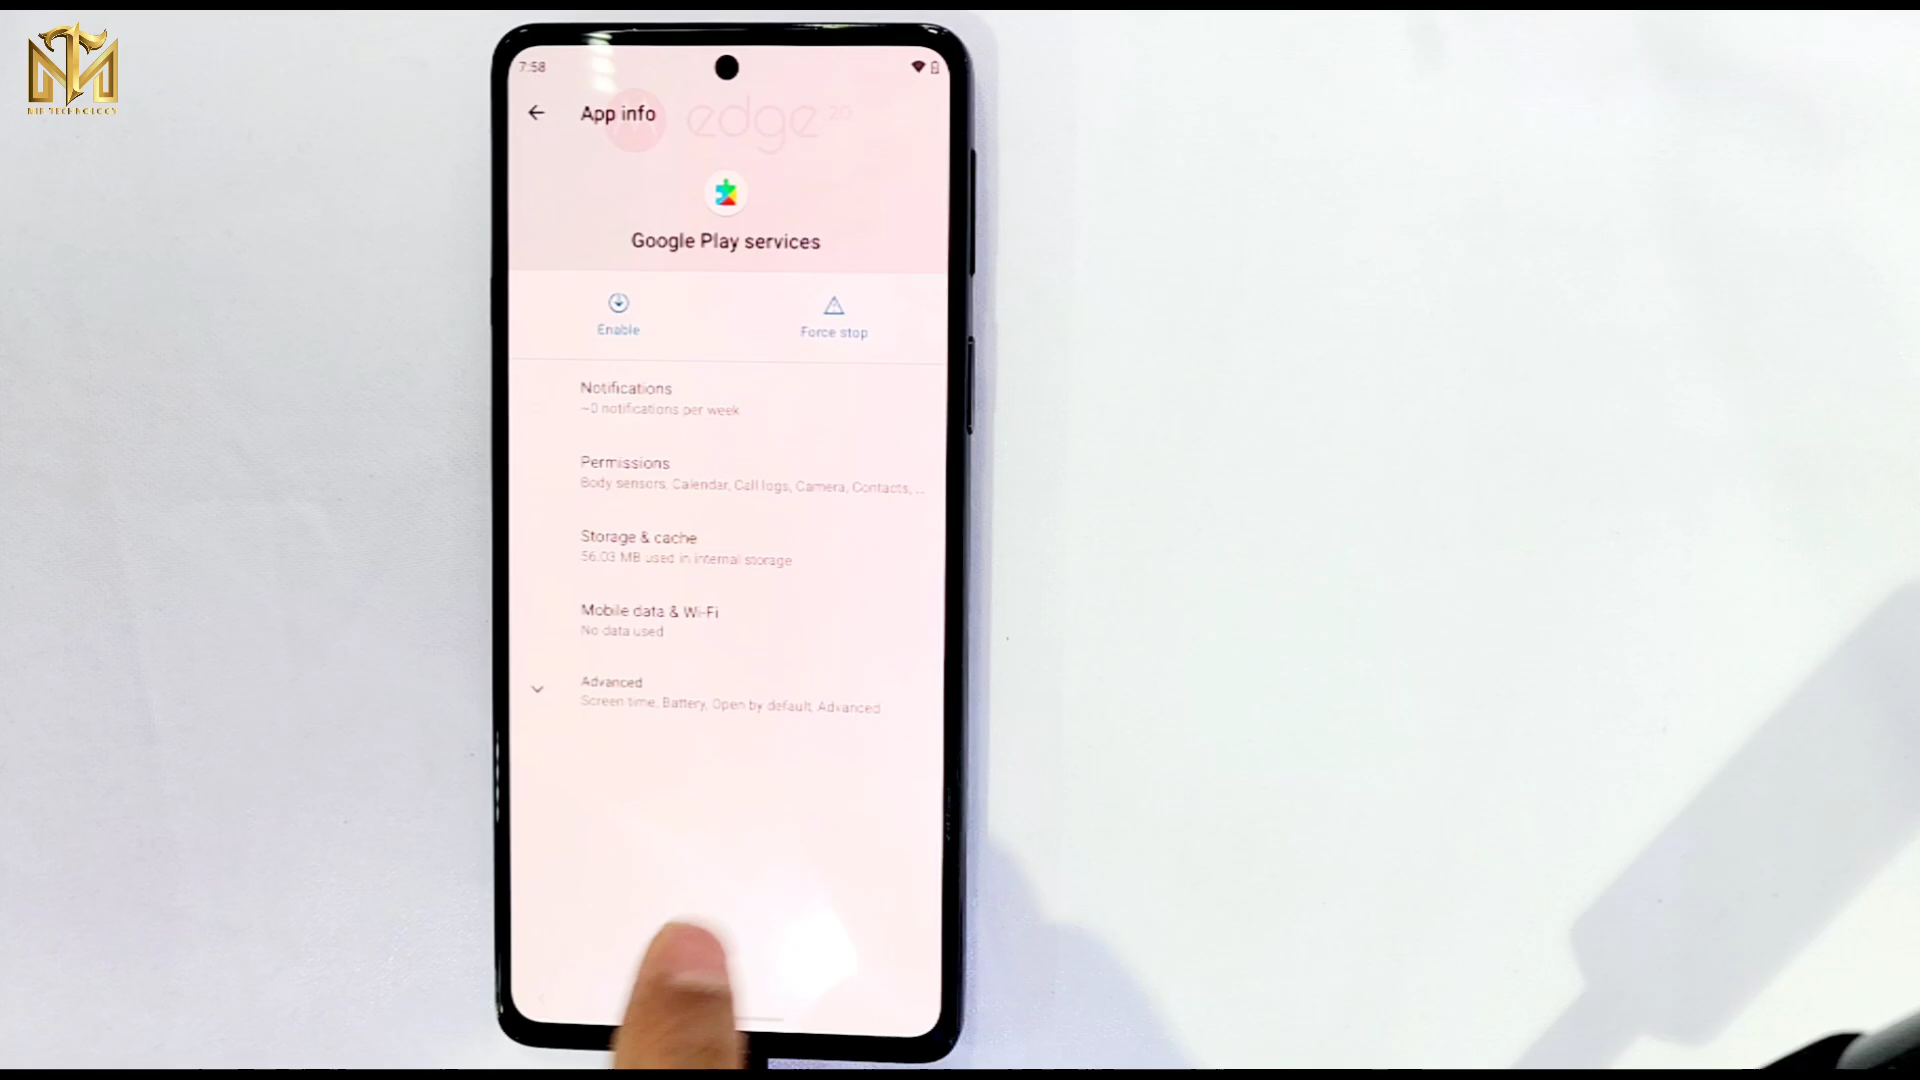 7:58
App info
edge 20
Google Play services
Enable
Force stop
Notifications
~0 notifications per week
Permissions
Body sensors, Calendar, Call logs, Camera, Contacts, ...
Storage & cache
56.03 MB used in internal storage
Mobile data & Wi-Fi
No data used
Advanced
Screen time, Battery, Open by default, Advanced